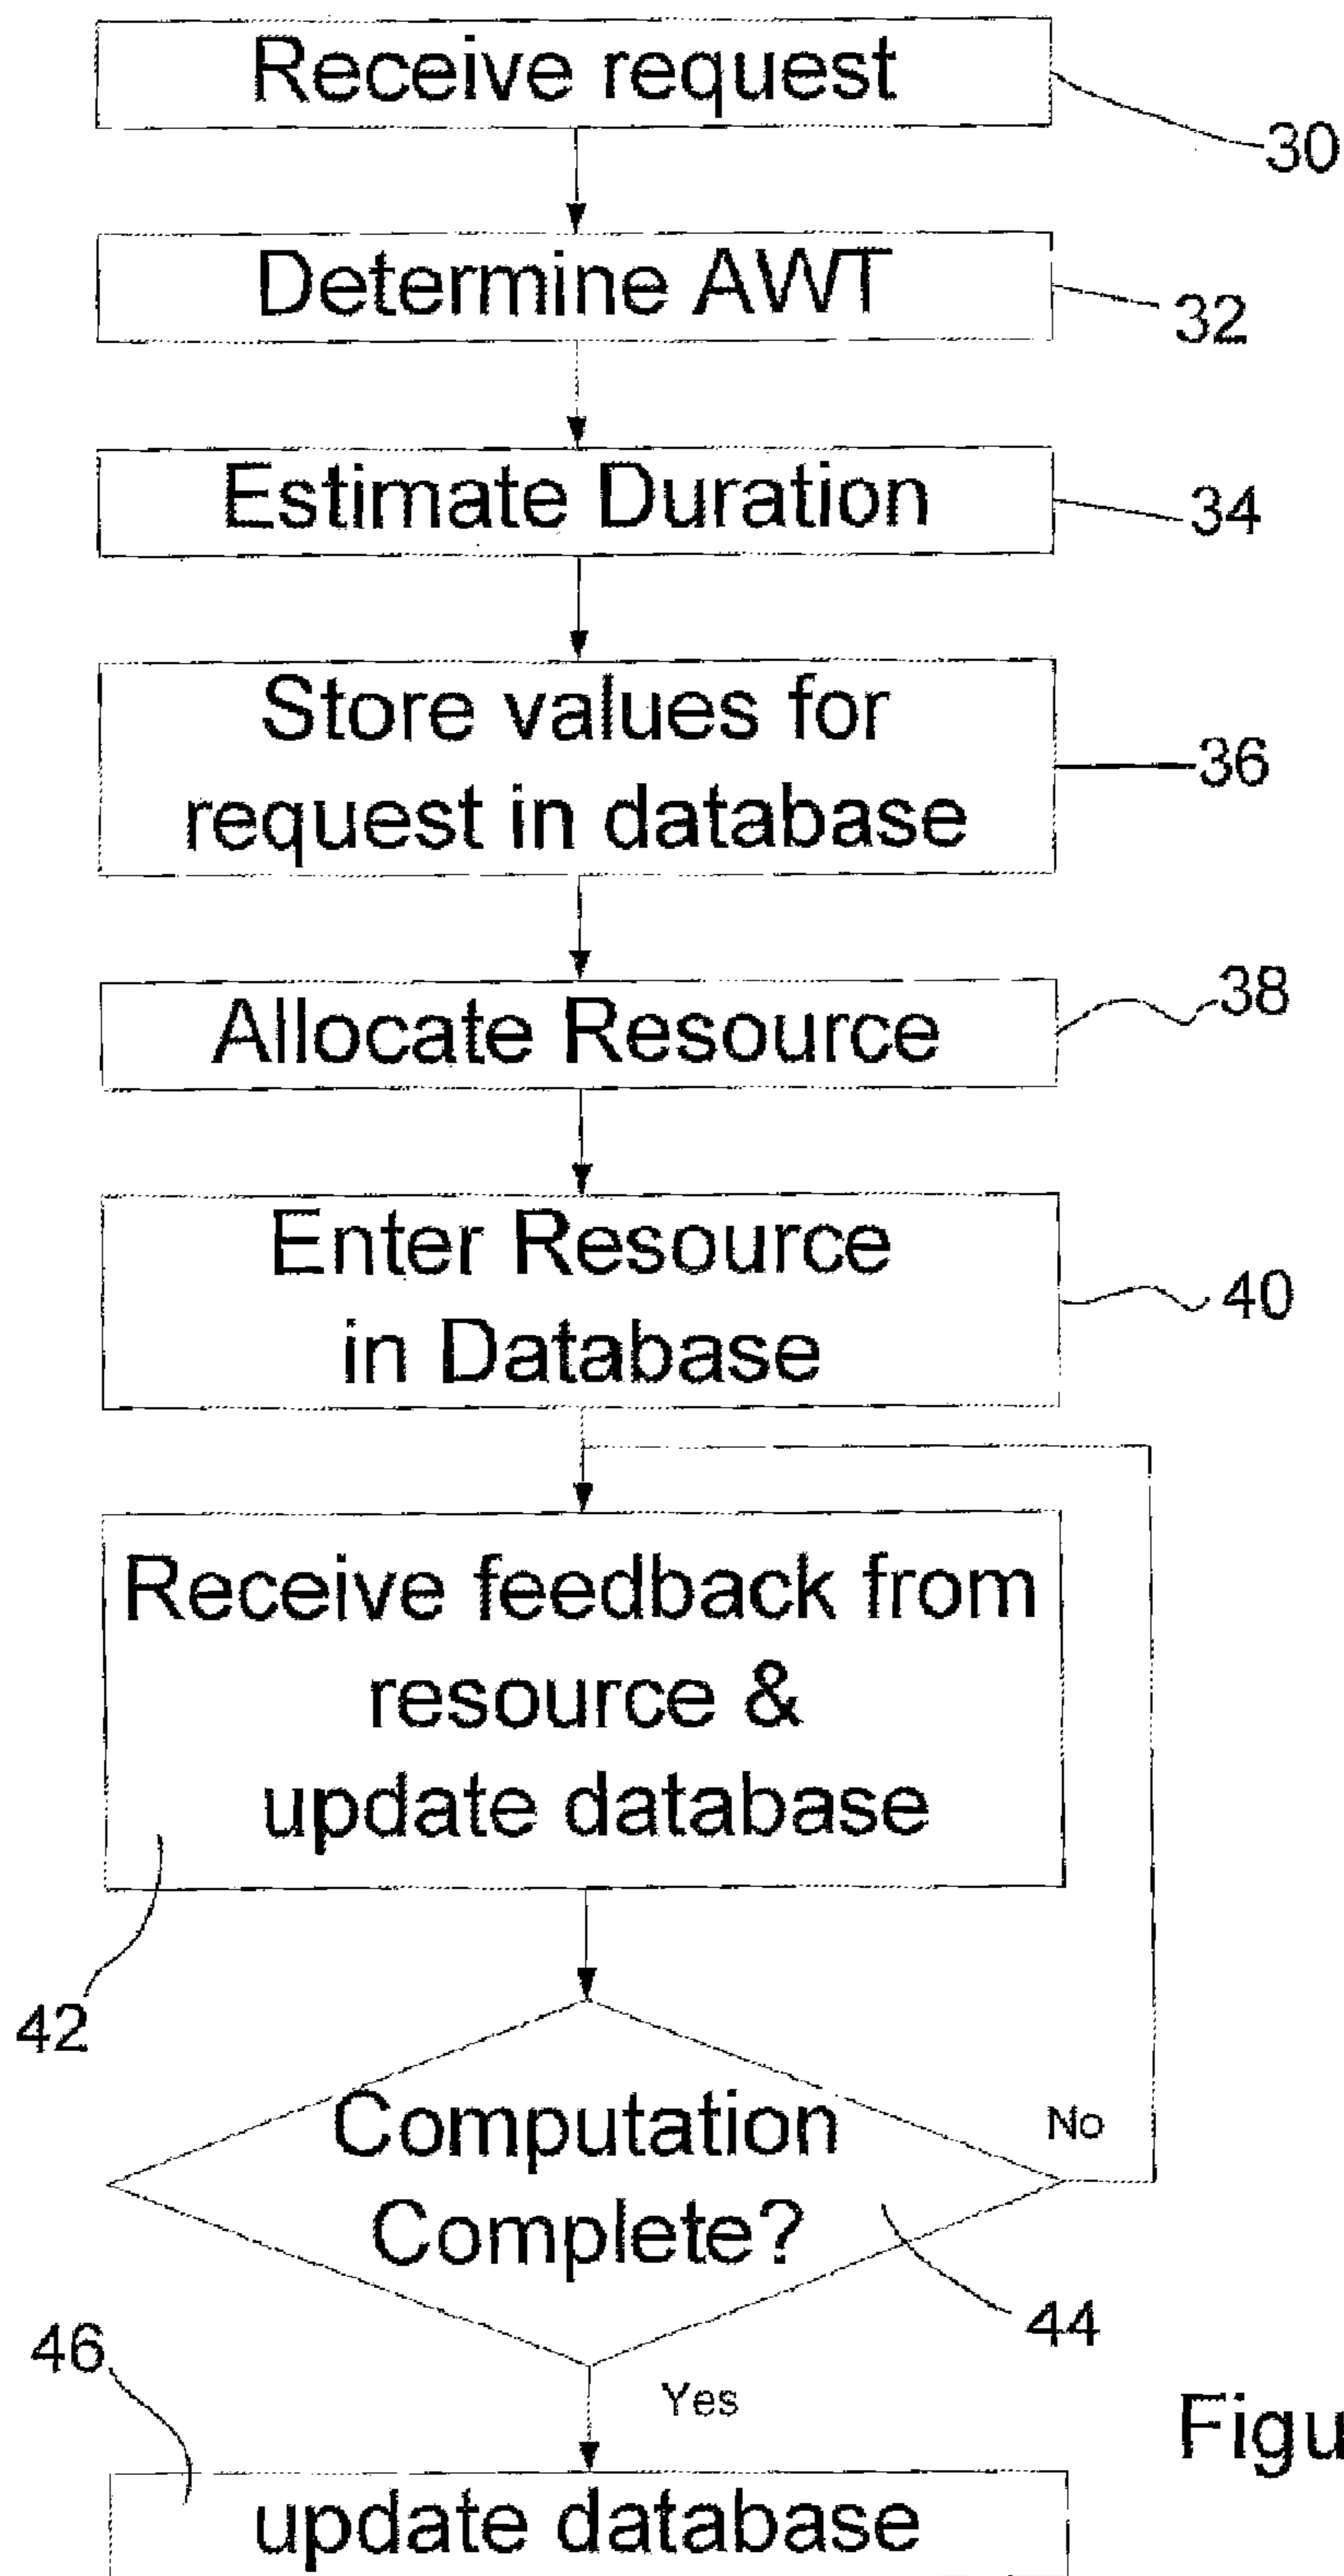 Receive request
30
Determine AWT
32
Estimate Duration
34
Store values for
request in database
36
Allocate Resource
38
Enter Resource
in Database
40
Receive feedback from
resource &
update database
42
Computation
Complete?
No
44
Yes
46
update database